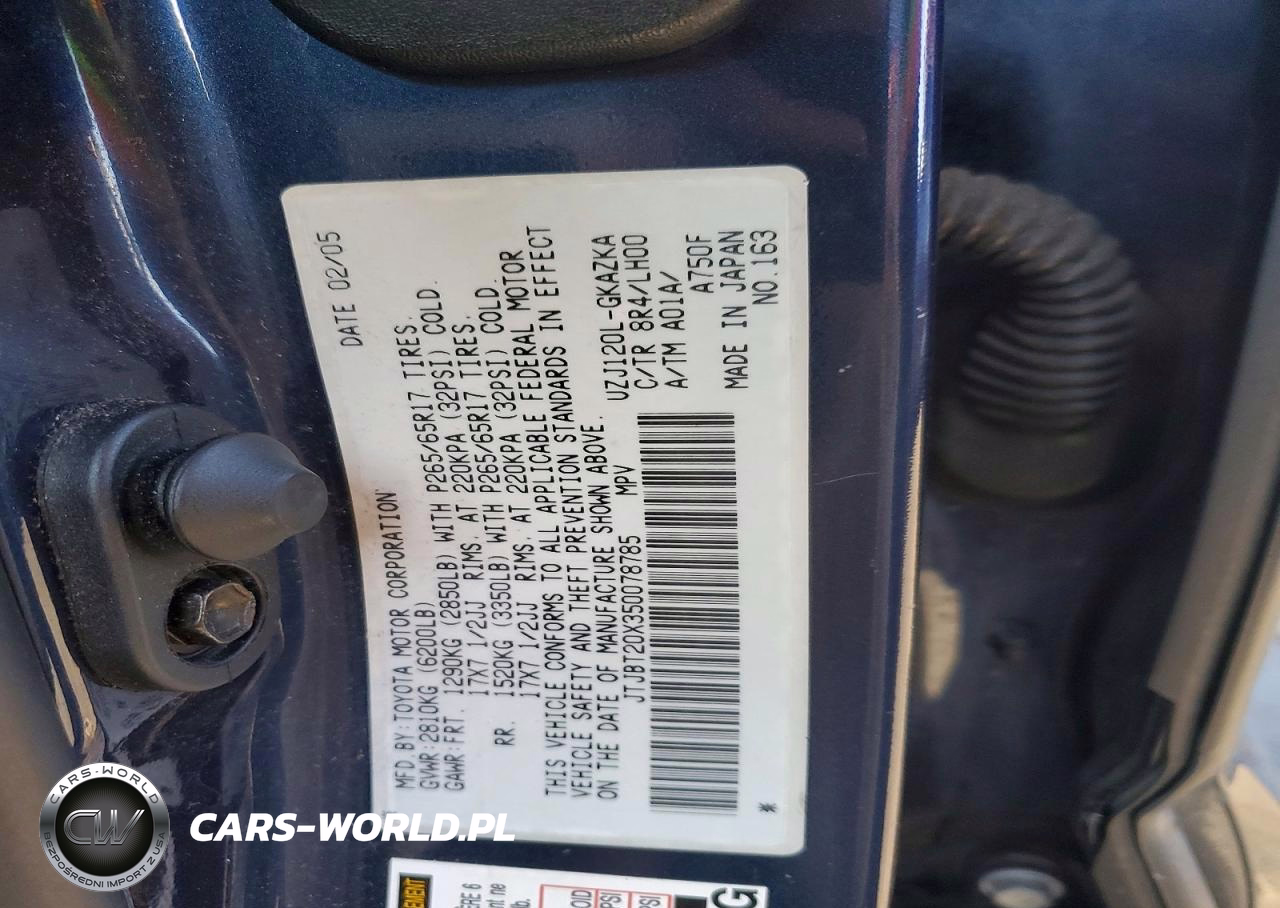 DATE 02/05
MFD BY:TOYOTA MOTOR CORPORATION
GVWR:2810KG (6200LB)
GAWR:FRT. 1290KG (2850LB) WITH P265/65R17 TIRES.
17X7 1/2JJ RIMS. AT 220KPA (32PSI) COLD.
RR. 1520KG (3350LB) WITH P265/65R17 TIRES.
17X7 1/2JJ RIMS. AT 220KPA (32PSI) COLD.
THIS VEHICLE CONFORMS TO ALL APPLICABLE FEDERAL MOTOR
VEHICLE SAFETY AND THEFT PREVENTION STANDARDS IN EFFECT
ON THE DATE OF MANUFACTURE SHOWN ABOVE.
JTJBT20X350078785 MPV
UZJ120L-GKAZKA
C/TR 8R4/LH00
A/TM A01A/
A750F
MADE IN JAPAN
NO.163
*
CARS-WORLD
CW
BEZPOŚREDNI IMPORT Z USA
CARS-WORLD.PL